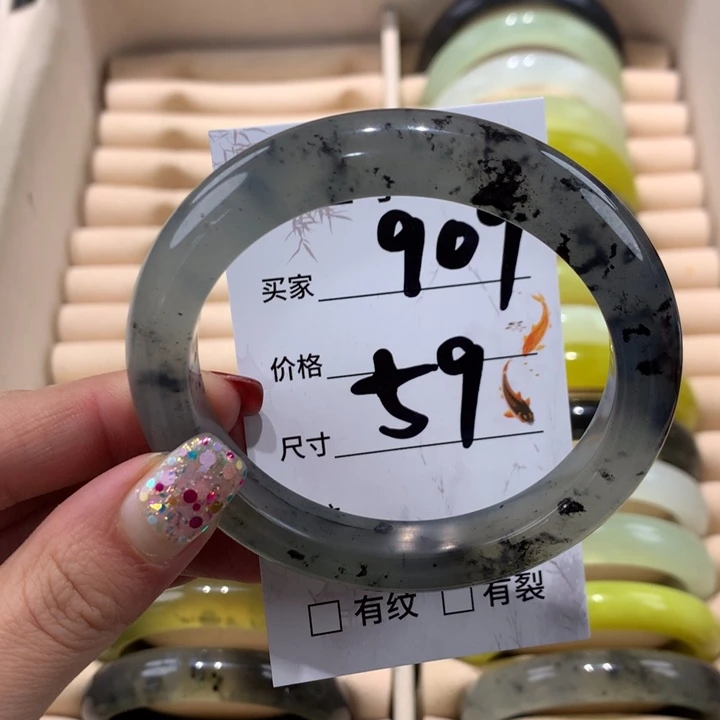 买家 909
价格
尺寸 59
□ 有纹 □ 有裂